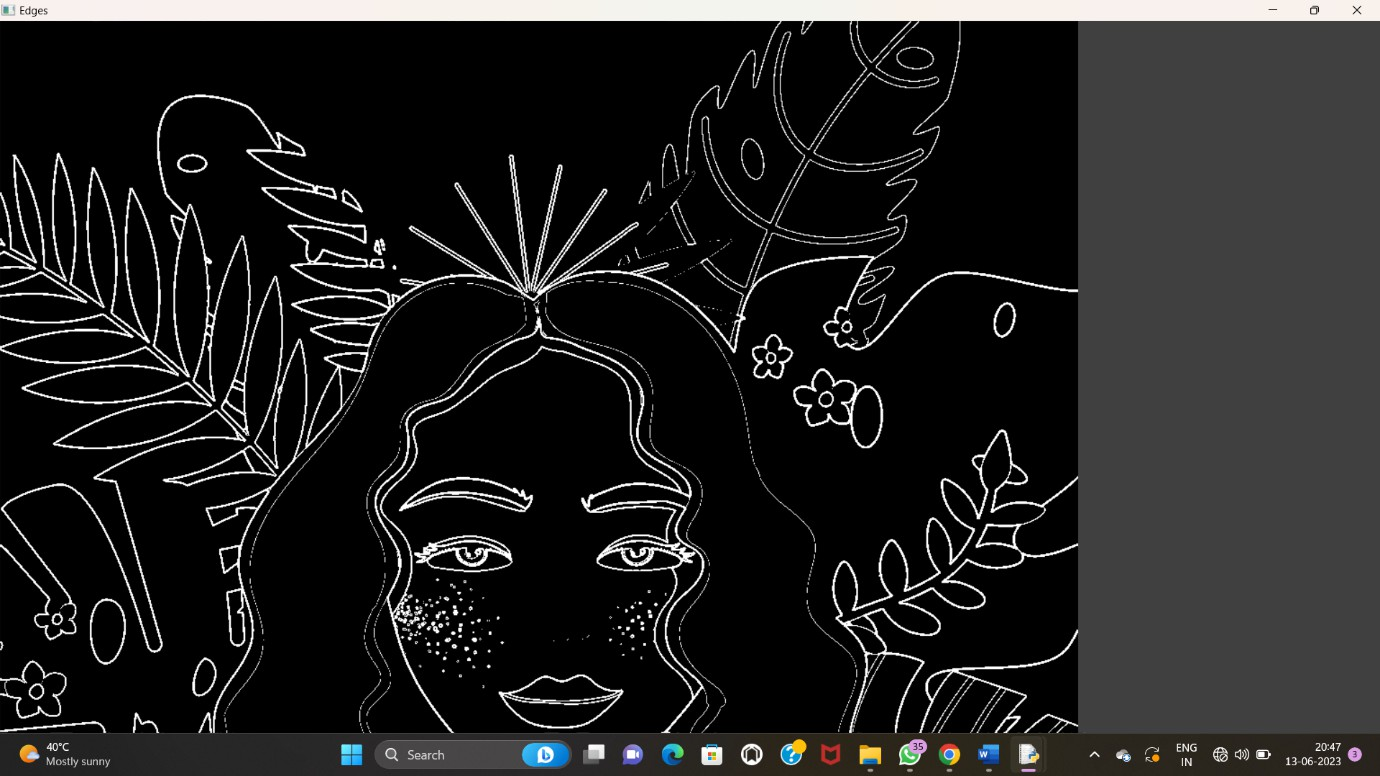 Edges
40°C
Mostly sunny
Search
35
ENG
IN
20:47
13-06-2023
3